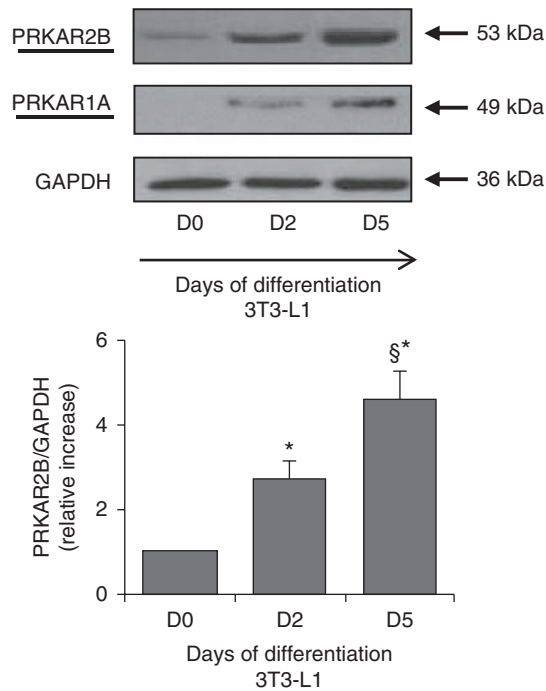 PRKAR2B
53 kDa
PRKAR1A
49 kDa
GAPDH
36 kDa
D0 D2 D5
Days of differentiation
3T3-L1
PRKAR2B/GAPDH
(relative increase)
6
4
2
0
*
§*
D0 D2 D5
Days of differentiation
3T3-L1